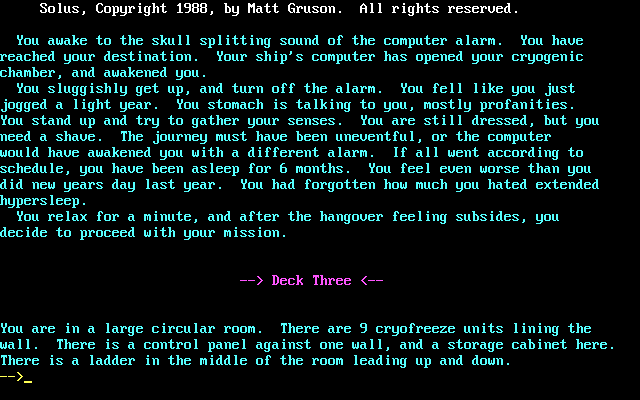 Solus, Copyright 1988, by Matt Gruson.  All rights reserved.
You awake to the skull splitting sound of the computer alarm.  You have
reached your destination.  Your ship's computer has opened your cryogenic
chamber, and awakened you.
You sluggishly get up, and turn off the alarm.  You fell like you just
jogged a light year.  You stomach is talking to you, mostly profanities.
You stand up and try to gather your senses.  You are still dressed, but you
need a shave.  The journey must have been uneventful, or the computer
would have awakened you with a different alarm.  If all went according to
schedule, you have been asleep for 6 months.  You feel even worse than you
did new years day last year.  You had forgotten how much you hated extended
hypersleep.
You relax for a minute, and after the hangover feeling subsides, you
decide to proceed with your mission.
--> Deck Three <--
You are in a large circular room.  There are 9 cryofreeze units lining the
wall.  There is a control panel against one wall, and a storage cabinet here.
There is a ladder in the middle of the room leading up and down.
-->_